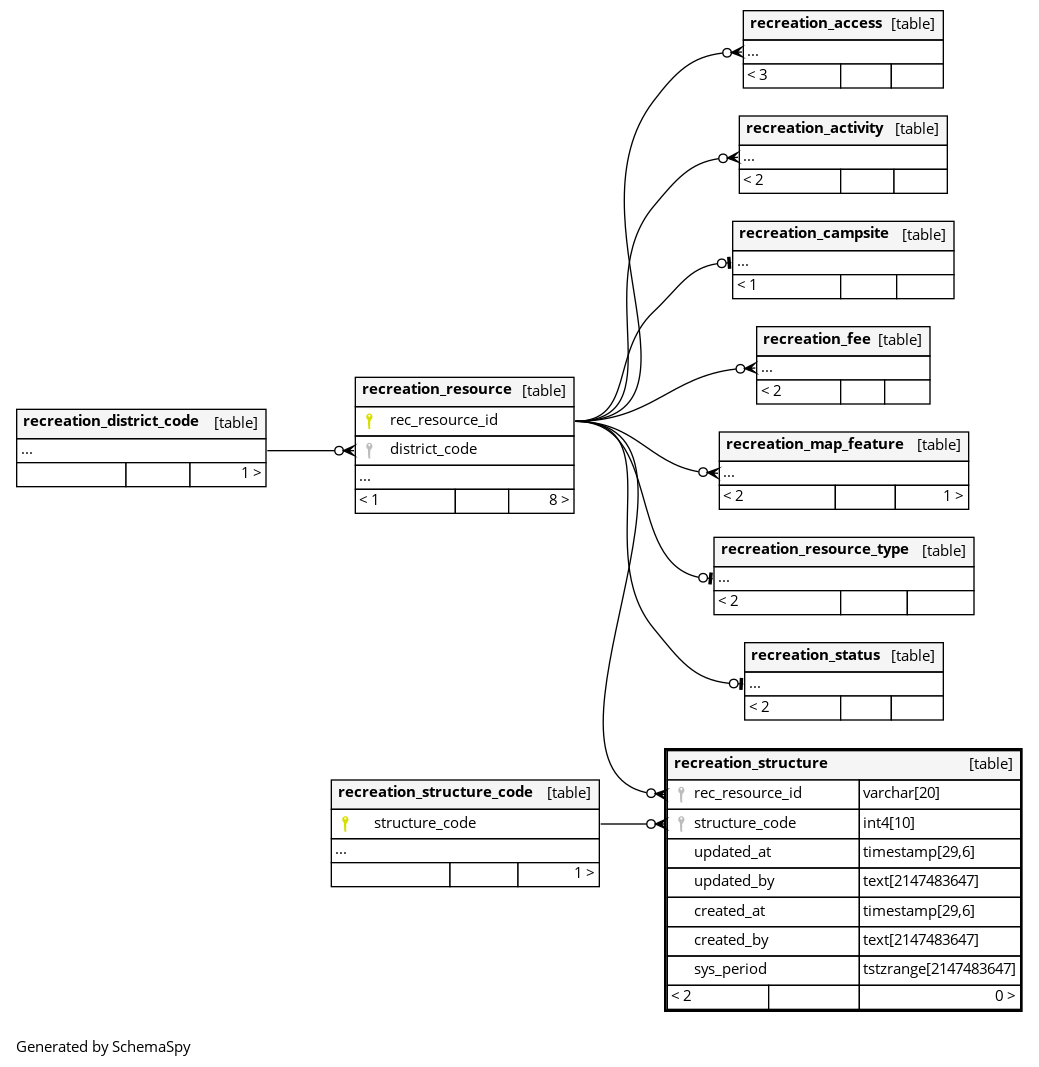 recreation_access [table]
...
< 3
recreation_activity [table]
...
< 2
recreation_campsite [table]
...
< 1
recreation_fee [table]
...
< 2
recreation_district_code [table]
...
1 >
recreation_resource [table]
rec_resource_id
district_code
...
< 1 8 >
recreation_map_feature [table]
...
< 2 1 >
recreation_resource_type [table]
...
< 2
recreation_status [table]
...
< 2
recreation_structure_code [table]
structure_code
...
1 >
recreation_structure [table]
rec_resource_id varchar[20]
structure_code int4[10]
updated_at timestamp[29,6]
updated_by text[2147483647]
created_at timestamp[29,6]
created_by text[2147483647]
sys_period tstzrange[2147483647]
< 2 0 >
Generated by SchemaSpy